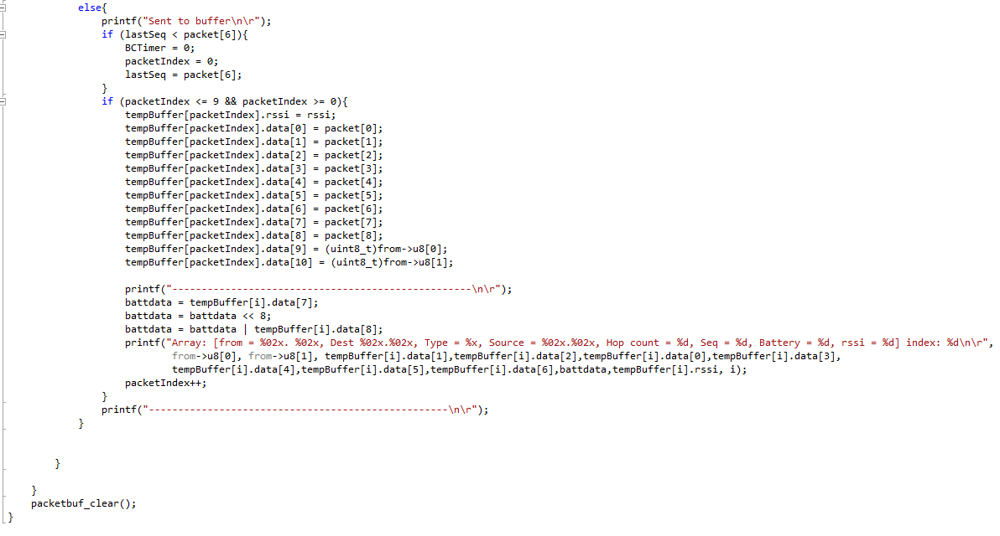 else{
printf("Sent to buffer\n\r");
if (lastSeq < packet[6]){
BCTimer = 0;
packetIndex = 0;
lastSeq = packet[6];
}
if (packetIndex <= 9 && packetIndex >= 0){
tempBuffer[packetIndex].rssi = rssi;
tempBuffer[packetIndex].data[0] = packet[0];
tempBuffer[packetIndex].data[1] = packet[1];
tempBuffer[packetIndex].data[2] = packet[2];
tempBuffer[packetIndex].data[3] = packet[3];
tempBuffer[packetIndex].data[4] = packet[4];
tempBuffer[packetIndex].data[5] = packet[5];
tempBuffer[packetIndex].data[6] = packet[6];
tempBuffer[packetIndex].data[7] = packet[7];
tempBuffer[packetIndex].data[8] = packet[8];
tempBuffer[packetIndex].data[9] = (uint8_t)from->u8[0];
tempBuffer[packetIndex].data[10] = (uint8_t)from->u8[1];
printf("---------------------------------------------------\n\r");
battdata = tempBuffer[i].data[7];
battdata = battdata << 8;
battdata = battdata | tempBuffer[i].data[8];
printf("Array: [from = %02x. %02x, Dest %02x.%02x, Type = %x, Source = %02x.%02x, Hop count = %d, Seq = %d, Battery = %d, rssi = %d] index: %d\n\r",
from->u8[0], from->u8[1], tempBuffer[i].data[1],tempBuffer[i].data[2],tempBuffer[i].data[0],tempBuffer[i].data[3],
tempBuffer[i].data[4],tempBuffer[i].data[5],tempBuffer[i].data[6],battdata,tempBuffer[i].rssi, i);
packetIndex++;
}
printf("---------------------------------------------------\n\r");
}
}
}
packetbuf_clear();
}